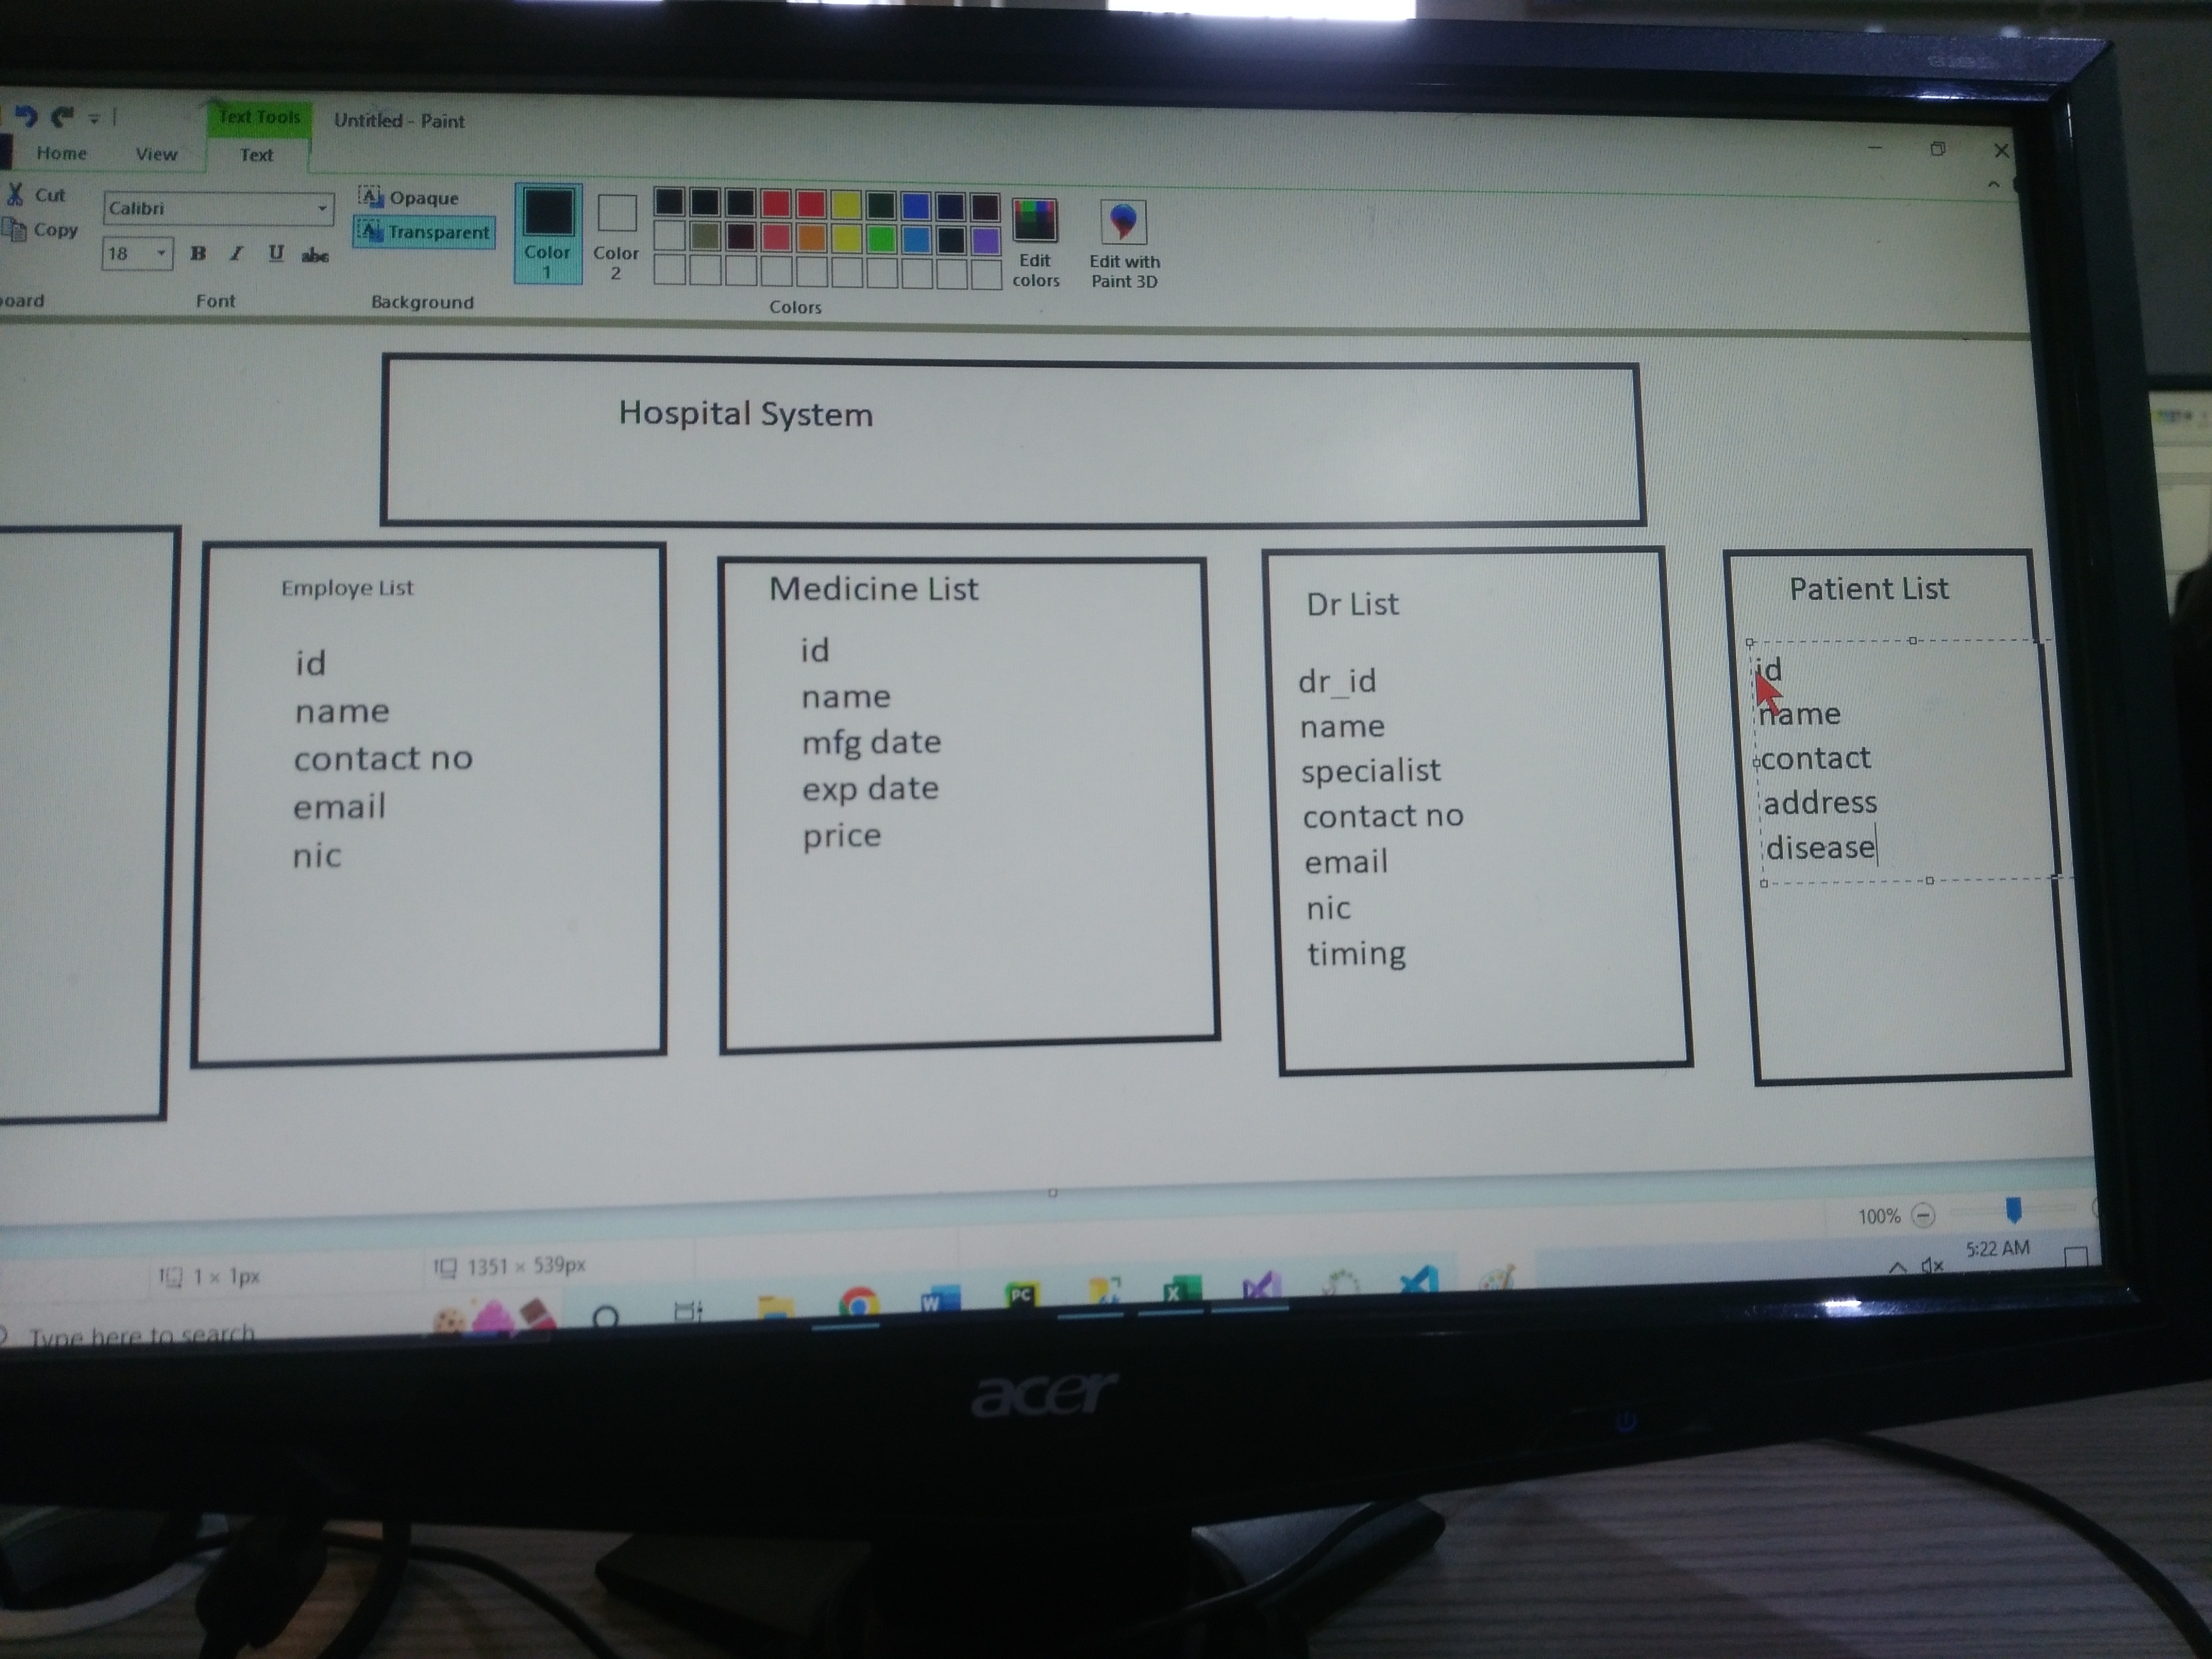 Text Tools
Untitled - Paint
Home
View
Text
Cut
Copy
Calibri
18
B
I
U
abc
Opaque
Transparent
Color
1
Color
2
Edit
colors
Edit with
Paint 3D
Font
Background
Colors
Hospital System
Employe List
id
name
contact no
email
nic
Medicine List
id
name
mfg date
exp date
price
Dr List
dr_id
name
specialist
contact no
email
nic
timing
Patient List
id
name
contact
address
disease
100%
1 × 1px
1351 × 539px
5:22 AM
Type here to search
W
PC
X
acer